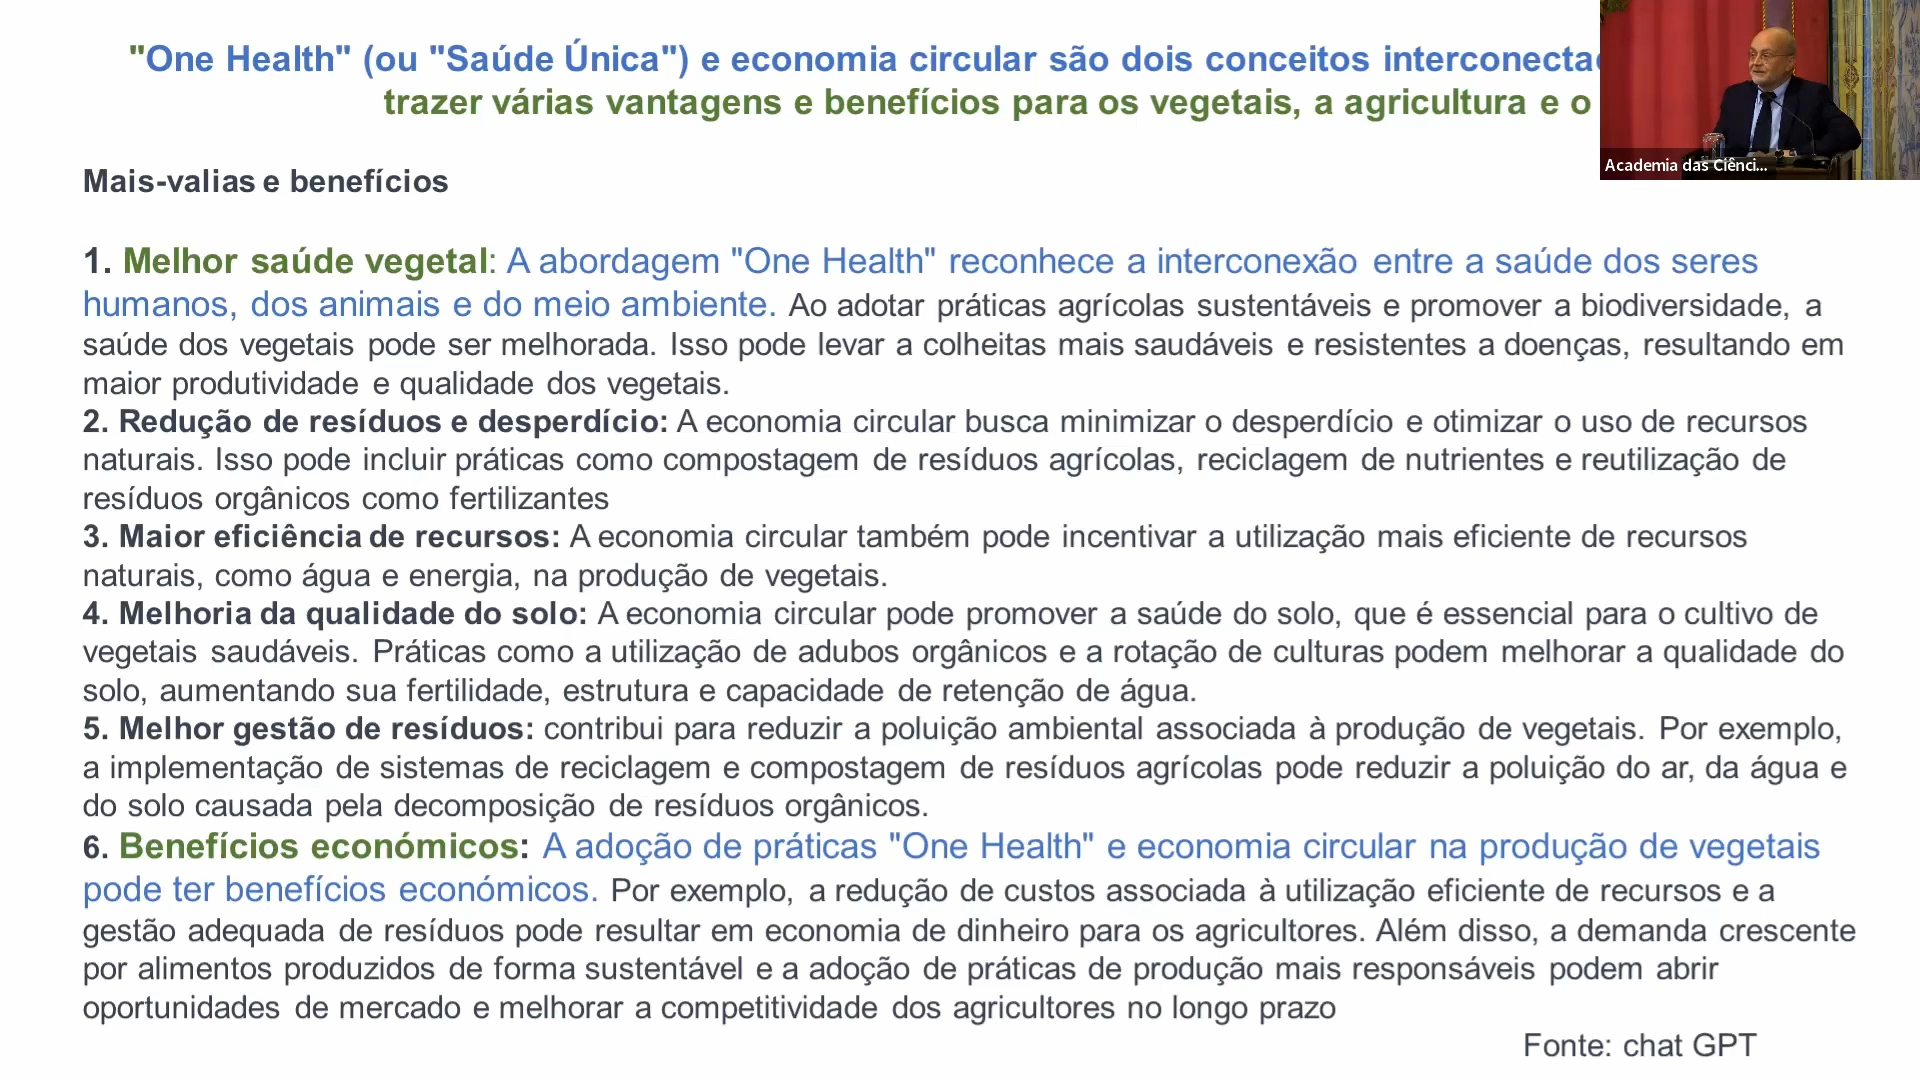 "One Health" (ou "Saúde Única") e economia circular são dois conceitos
trazer várias vantagens e benefícios para os vegetais, a agricultura e o
Academia das Ciênci...
Mais-valias e benefícios
1. Melhor saúde vegetal: A abordagem "One Health" reconhece a interconexão entre a saúde dos seres
humanos, dos animais e do meio ambiente. Ao adotar práticas agrícolas sustentáveis e promover a biodiversidade, a
saúde dos vegetais pode ser melhorada. Isso pode levar a colheitas mais saudáveis e resistentes a doenças, resultando em
maior produtividade e qualidade dos vegetais.
2. Redução de resíduos e desperdício: A economia circular busca minimizar o desperdício e otimizar o uso de recursos
naturais. Isso pode incluir práticas como compostagem de resíduos agrícolas, reciclagem de nutrientes e reutilização de
resíduos orgânicos como fertilizantes
3. Maior eficiência de recursos: A economia circular também pode incentivar a utilização mais eficiente de recursos
naturais, como água e energia, na produção de vegetais.
4. Melhoria da qualidade do solo: A economia circular pode promover a saúde do solo, que é essencial para o cultivo de
vegetais saudáveis. Práticas como a utilização de adubos orgânicos e a rotação de culturas podem melhorar a qualidade do
solo, aumentando sua fertilidade, estrutura e capacidade de retenção de água.
5. Melhor gestão de resíduos: contribui para reduzir a poluição ambiental associada à produção de vegetais. Por exemplo,
a implementação de sistemas de reciclagem e compostagem de resíduos agrícolas pode reduzir a poluição do ar, da água e
do solo causada pela decomposição de resíduos orgânicos.
6. Benefícios económicos: A adoção de práticas "One Health" e economia circular na produção de vegetais
pode ter benefícios económicos. Por exemplo, a redução de custos associada à utilização eficiente de recursos e a
gestão adequada de resíduos pode resultar em economia de dinheiro para os agricultores. Além disso, a demanda crescente
por alimentos produzidos de forma sustentável e a adoção de práticas de produção mais responsáveis podem abrir
oportunidades de mercado e melhorar a competitividade dos agricultores no longo prazo
Fonte: chat GPT